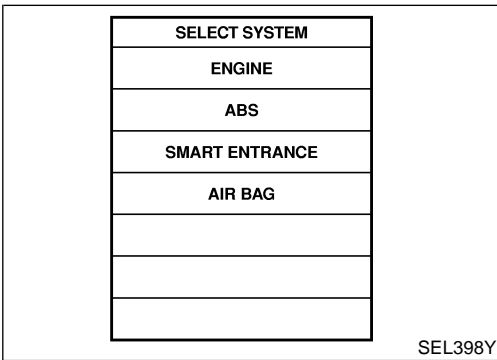 SELECT SYSTEM
ENGINE
ABS
SMART ENTRANCE
AIR BAG
SEL398Y